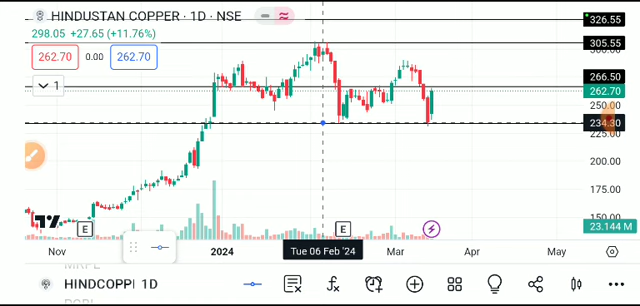 HINDUSTAN COPPER · 1D · NSE
298.05 +27.65 (+11.76%)
262.70 0.00 262.70
1
326.55
305.55
266.50
262.70
250.00
234.30
225.00
200.00
175.00
150.00
23.144 M
E E
Nov 2024 Tue 06 Feb '24 Mar Apr May
HINDCOPPI 1D